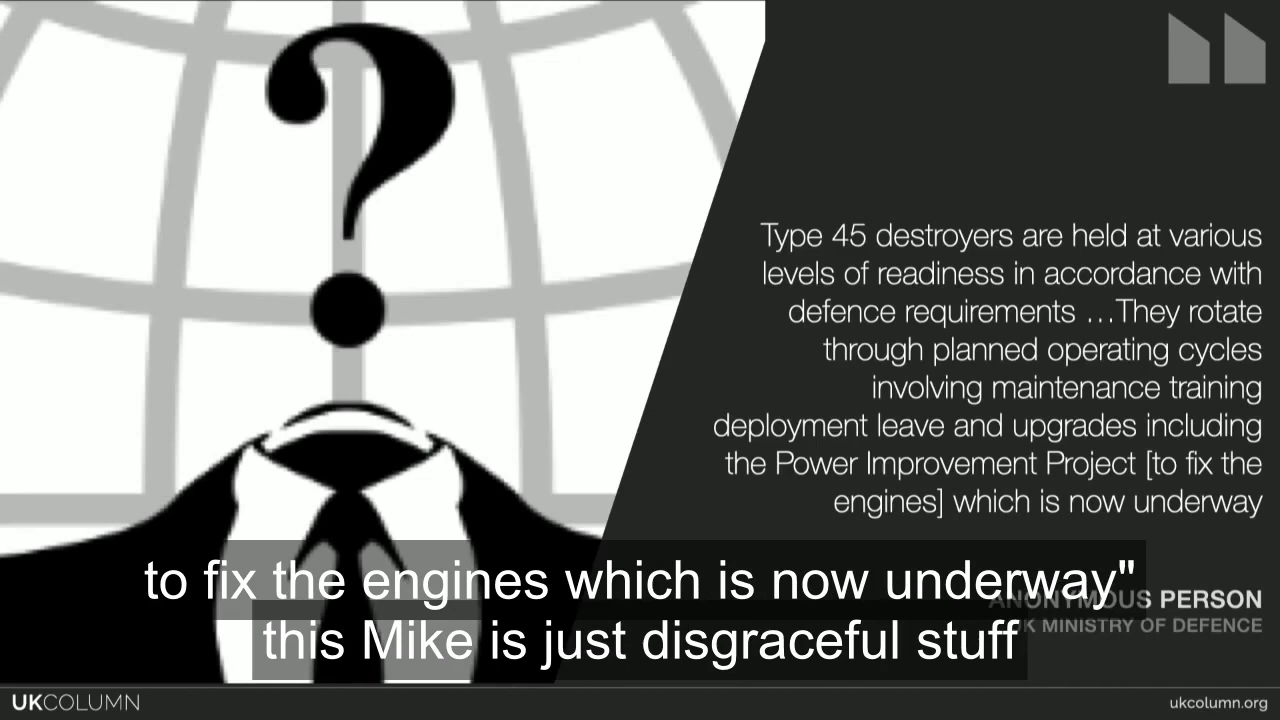 Type 45 destroyers are held at various
levels of readiness in accordance with
defence requirements …They rotate
through planned operating cycles
involving maintenance training
deployment leave and upgrades including
the Power Improvement Project [to fix the
engines] which is now underway
to fix the engines which is now underway"
this Mike is just disgraceful stuff
ANONYMOUS PERSON
UK MINISTRY OF DEFENCE
UKCOLUMN
ukcolumn.org